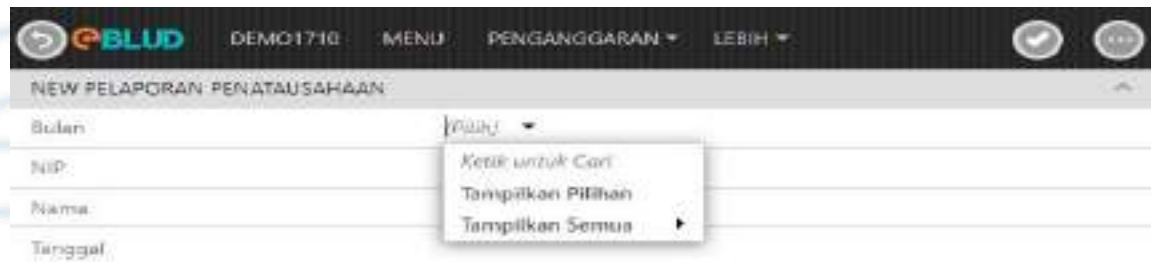 eBLUD DEMO1710 MENU PENGANGGARAN LEBIH
NEW PELAPORAN PENATAUSAHAAN
Bulan (Pilih)
NIP
Ketik untuk Cari
Tampilkan Pilihan
Nama
Tampilkan Semua
Tanggal